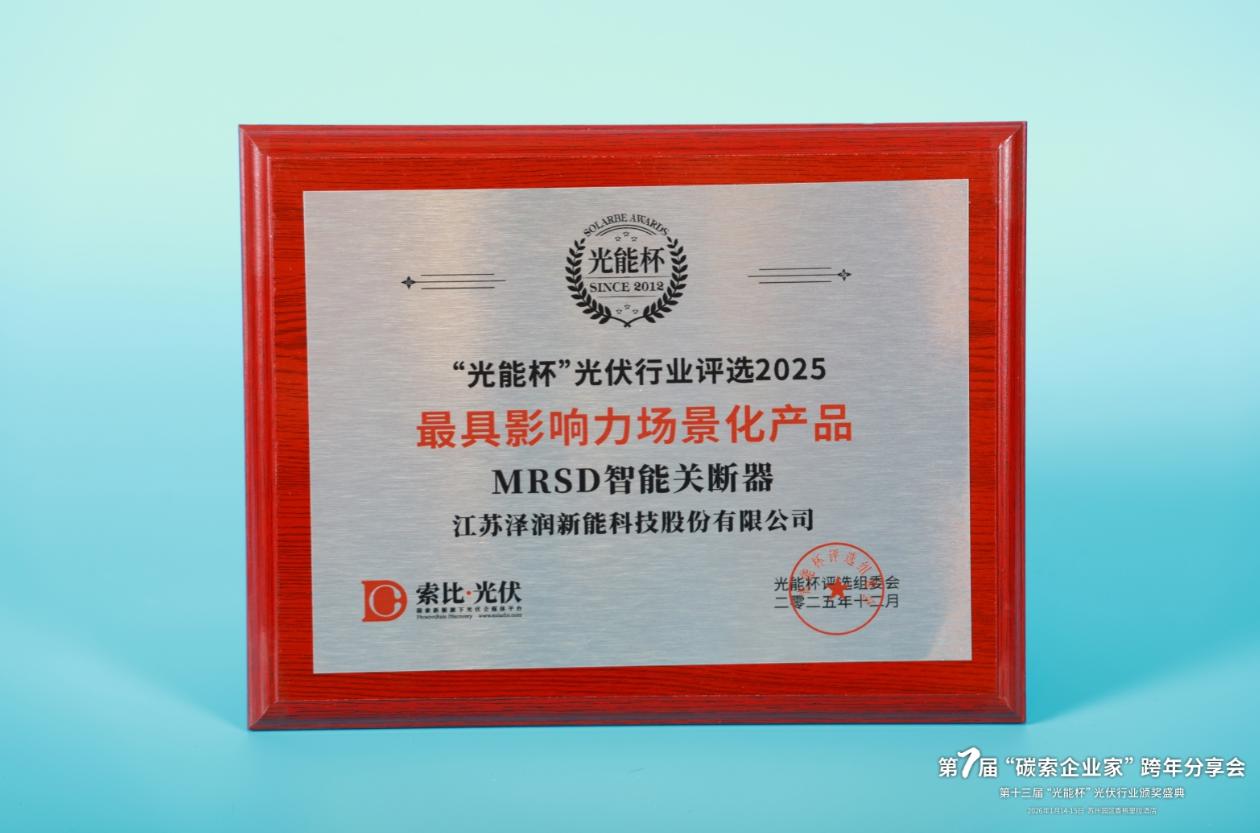 SOLARBE AWARDS
光能杯
SINCE 2012
“光能杯”光伏行业评选2025
最具影响力场景化产品
MRSD智能关断器
江苏泽润新能科技股份有限公司
索比·光伏
光能杯评选组委会
二零二五年十二月
第7届“碳索企业家”跨年分享会
第十三届“光能杯”光伏行业颁奖盛典